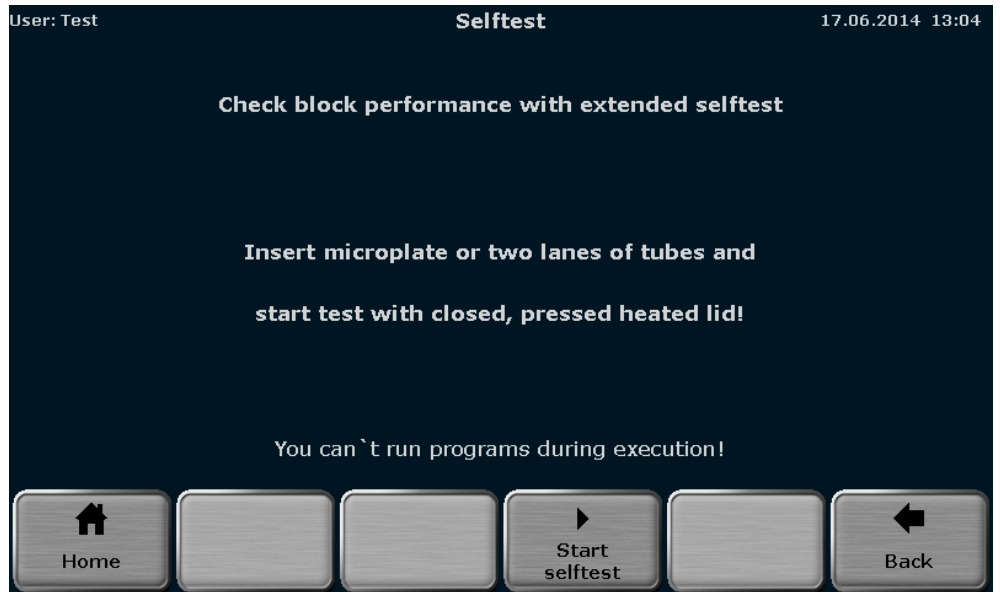 User: Test Selftest 17.06.2014 13:04
Check block performance with extended selftest
Insert microplate or two lanes of tubes and
start test with closed, pressed heated lid!
You can`t run programs during execution!
Home
Start
selftest
Back